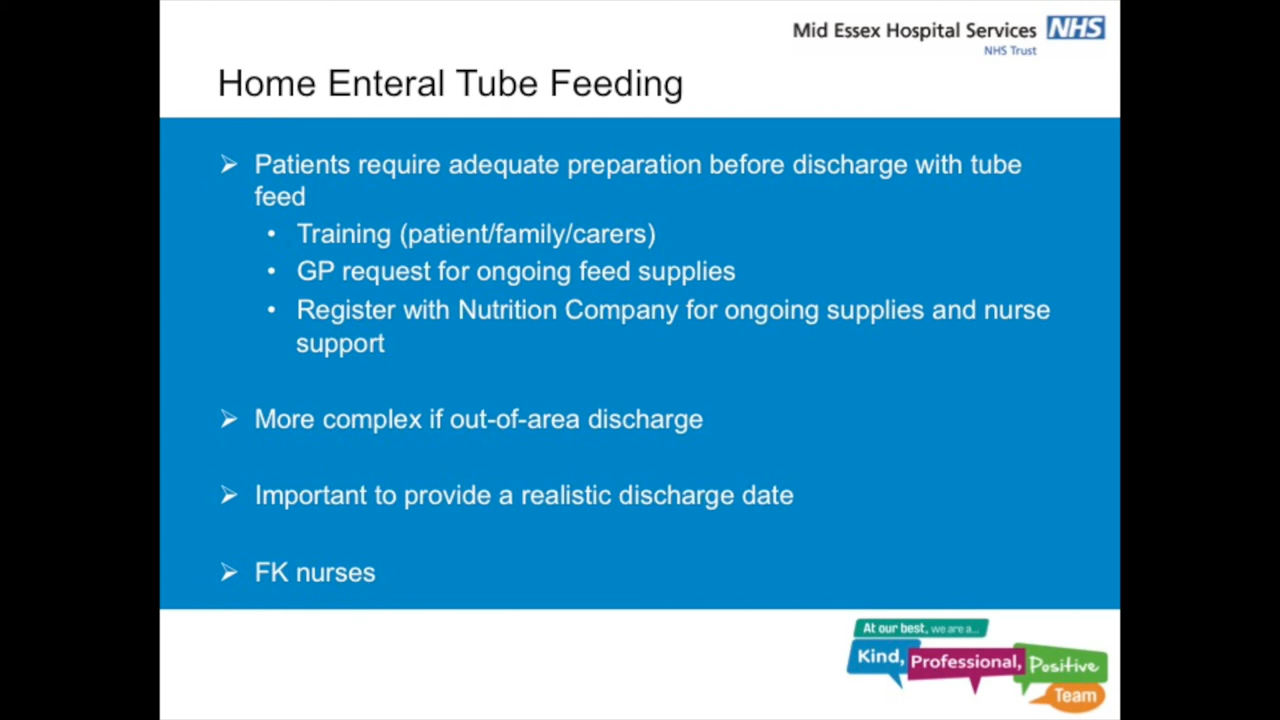 Mid Essex Hospital Services NHS
NHS Trust
Home Enteral Tube Feeding
➢ Patients require adequate preparation before discharge with tube
feed
• Training (patient/family/carers)
• GP request for ongoing feed supplies
• Register with Nutrition Company for ongoing supplies and nurse
support
➢ More complex if out-of-area discharge
➢ Important to provide a realistic discharge date
➢ FK nurses
At our best, we are a...
Kind, Professional, Positive
Team